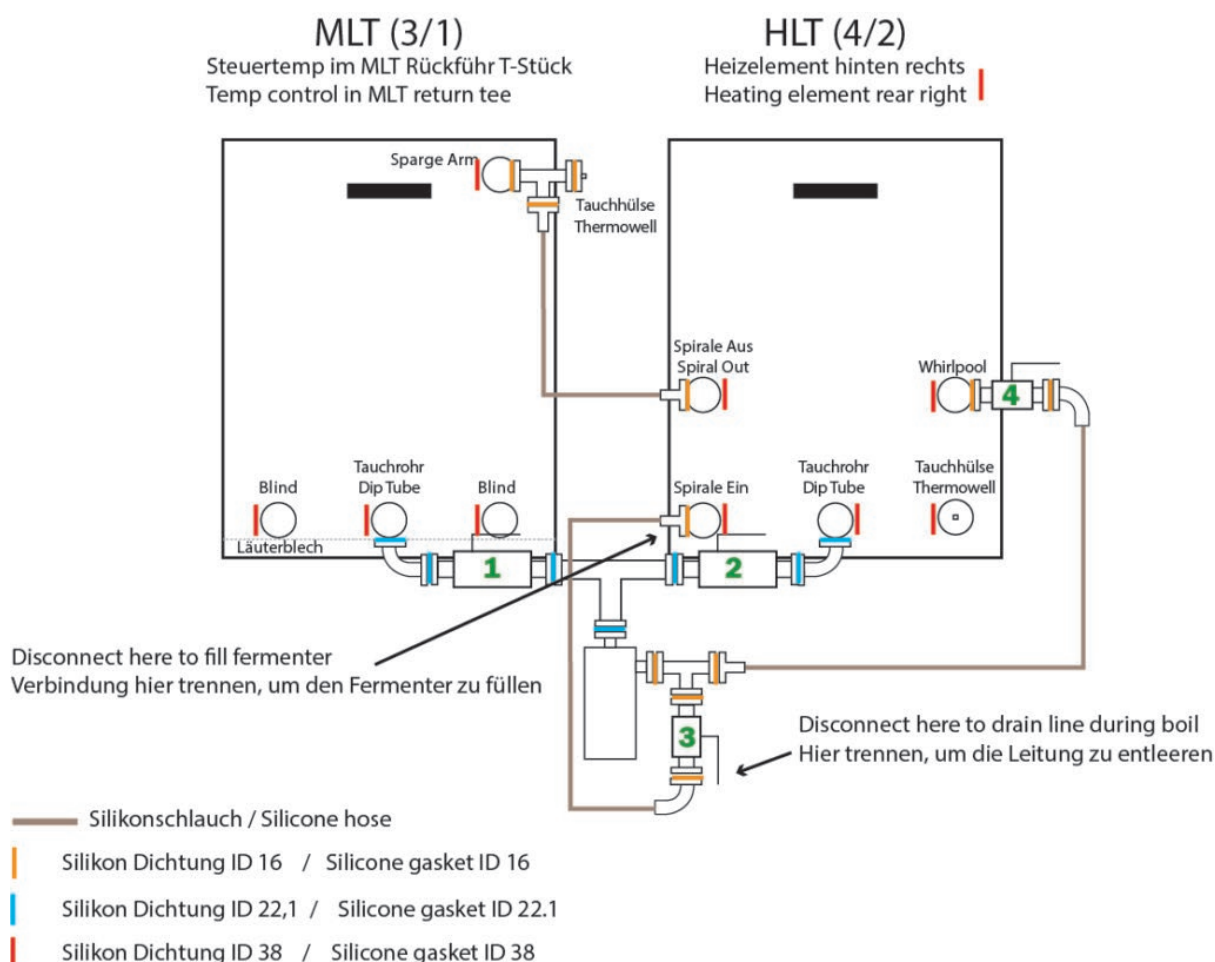 MLT (3/1)
Steuertemp im MLT Rückführ T-Stück
Temp control in MLT return tee
HLT (4/2)
Heizelement hinten rechts
Heating element rear right
Sparge Arm
Tauchhülse
Thermowell
Spirale Aus
Spiral Out
Whirlpool
4
Blind
Tauchrohr
Dip Tube
Blind
Spirale Ein
Tauchrohr
Dip Tube
Tauchhülse
Thermowell
Läuterblech
1
2
Disconnect here to fill fermenter
Verbindung hier trennen, um den Fermenter zu füllen
3
Disconnect here to drain line during boil
Hier trennen, um die Leitung zu entleeren
Silikonschlauch / Silicone hose
Silikon Dichtung ID 16 / Silicone gasket ID 16
Silikon Dichtung ID 22,1 / Silicone gasket ID 22.1
Silikon Dichtung ID 38 / Silicone gasket ID 38